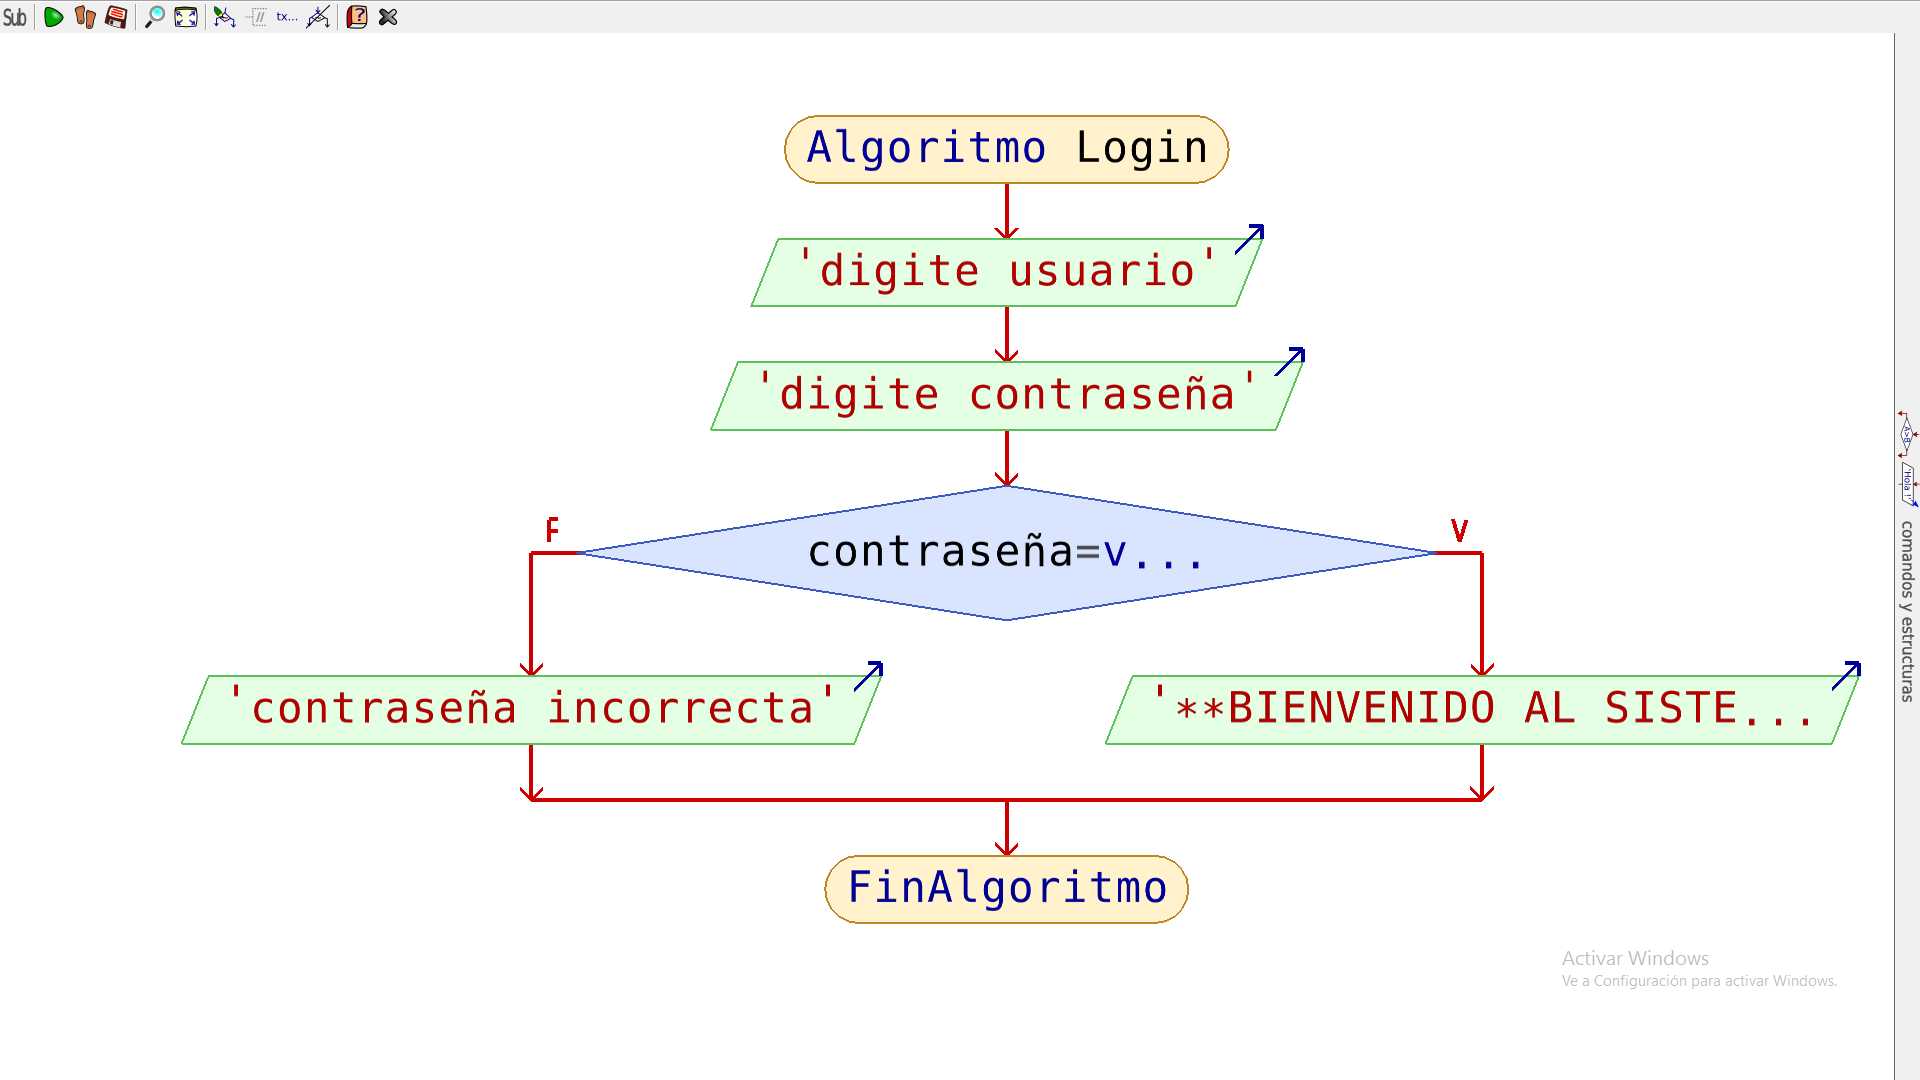 Sub
tx...
Algoritmo Login
'digite usuario'
'digite contraseña'
F
V
contraseña=v...
'contraseña incorrecta'
'**BIENVENIDO AL SISTE...
FinAlgoritmo
A>B
'Hola !'
comandos y estructuras
Activar Windows
Ve a Configuración para activar Windows.